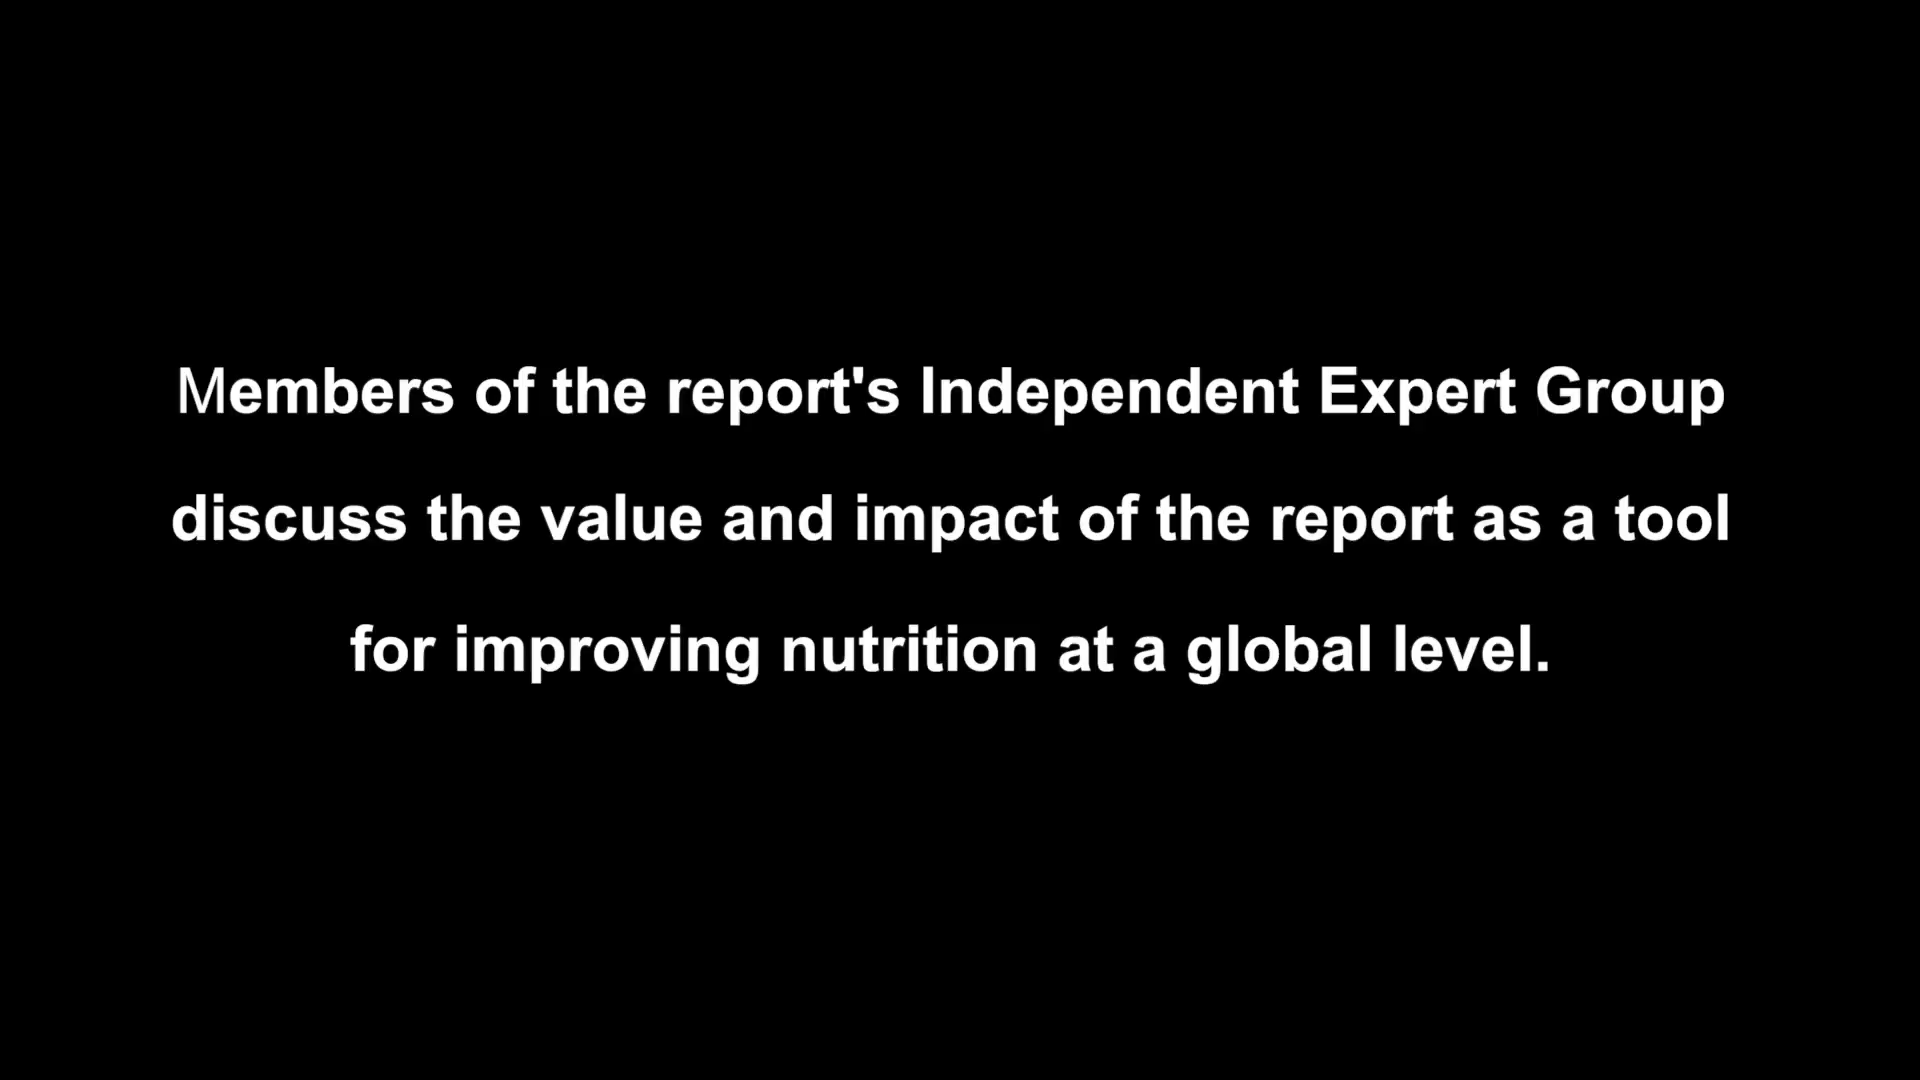 Members of the report's Independent Expert Group
discuss the value and impact of the report as a tool
for improving nutrition at a global level.